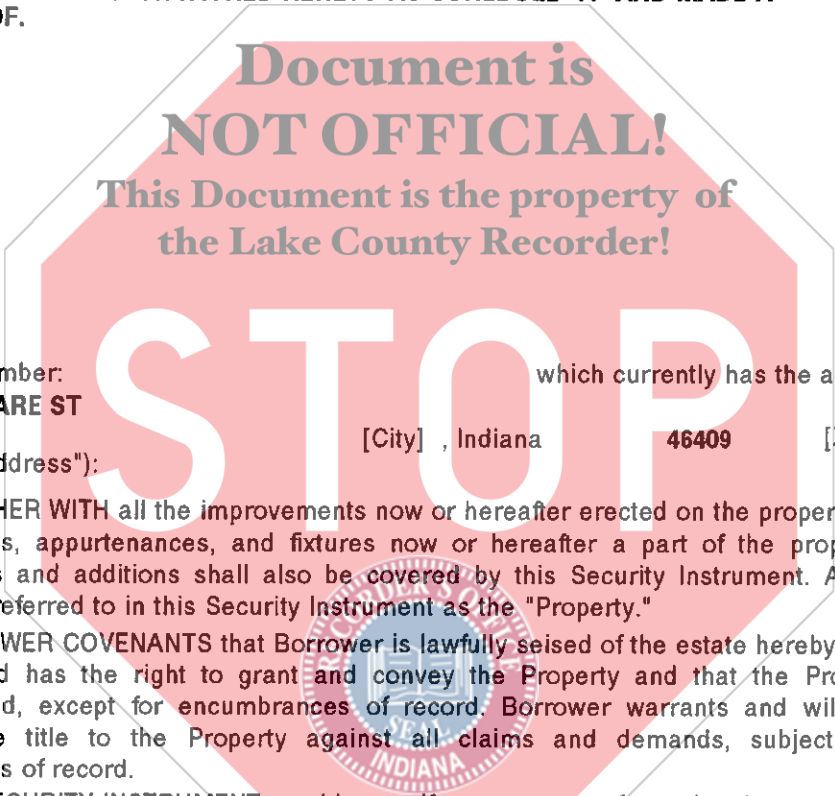 OF.
Document is
NOT OFFICIAL!
This Document is the property of
the Lake County Recorder!
STOP
mber: which currently has the a
ARE ST
[City] , Indiana 46409 [
ddress"):
HER WITH all the improvements now or hereafter erected on the proper
s, appurtenances, and fixtures now or hereafter a part of the prop
s and additions shall also be covered by this Security Instrument. A
eferred to in this Security Instrument as the "Property."
WER COVENANTS that Borrower is lawfully seised of the estate hereby
d has the right to grant and convey the Property and that the Pro
d, except for encumbrances of record. Borrower warrants and wil
e title to the Property against all claims and demands, subject
s of record.
RECORDER'S OFFICE
SEAL
INDIANA